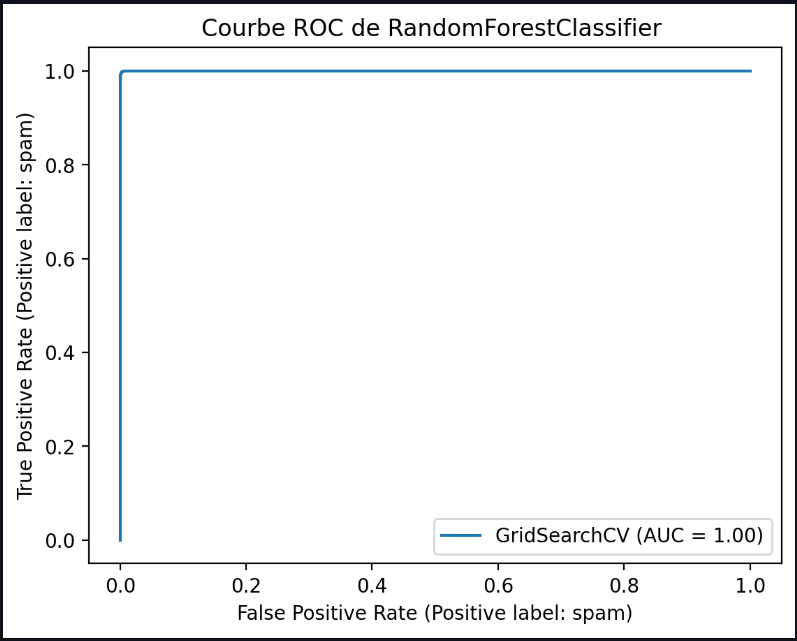 Courbe ROC de RandomForestClassifier
True Positive Rate (Positive label: spam)
1.0
0.8
0.6
0.4
0.2
0.0
GridSearchCV (AUC = 1.00)
0.0 0.2 0.4 0.6 0.8 1.0
False Positive Rate (Positive label: spam)